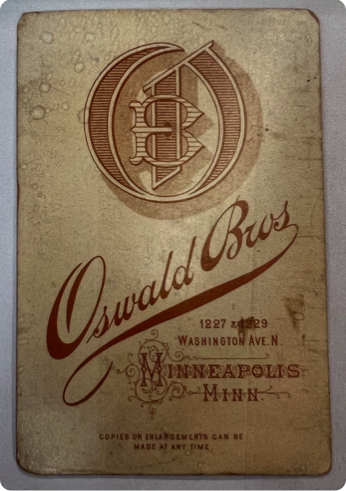 OB
Oswald Bros
1227 & 1229
WASHINGTON AVE. N.
MINNEAPOLIS
MINN.
COPIES OR ENLARGEMENTS CAN BE
MADE AT ANY TIME.